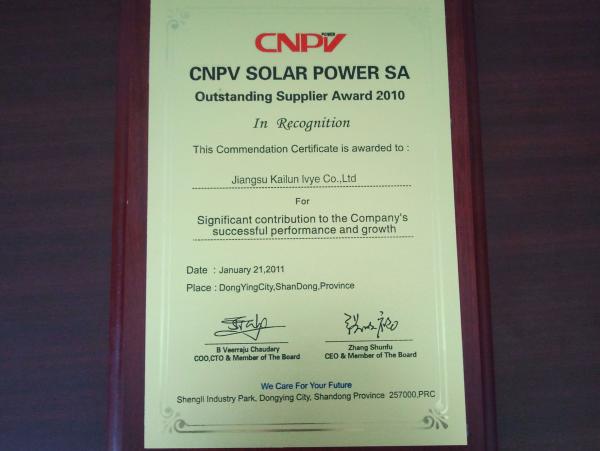 CNPV
POWER
CNPV SOLAR POWER SA
Outstanding Supplier Award 2010
In Recognition
This Commendation Certificate is awarded to :
Jiangsu Kailun Ivye Co.,Ltd
For
Significant contribution to the Company's
successful performance and growth
Date : January 21,2011
Place : DongYingCity,ShanDong,Province
B Veerraju Chaudary
COO,CTO & Member of The Board
Zhang Shunfu
CEO & Member of The Board
We Care For Your Future
Shengli Industry Park, Dongying City, Shandong Province 257000,PRC